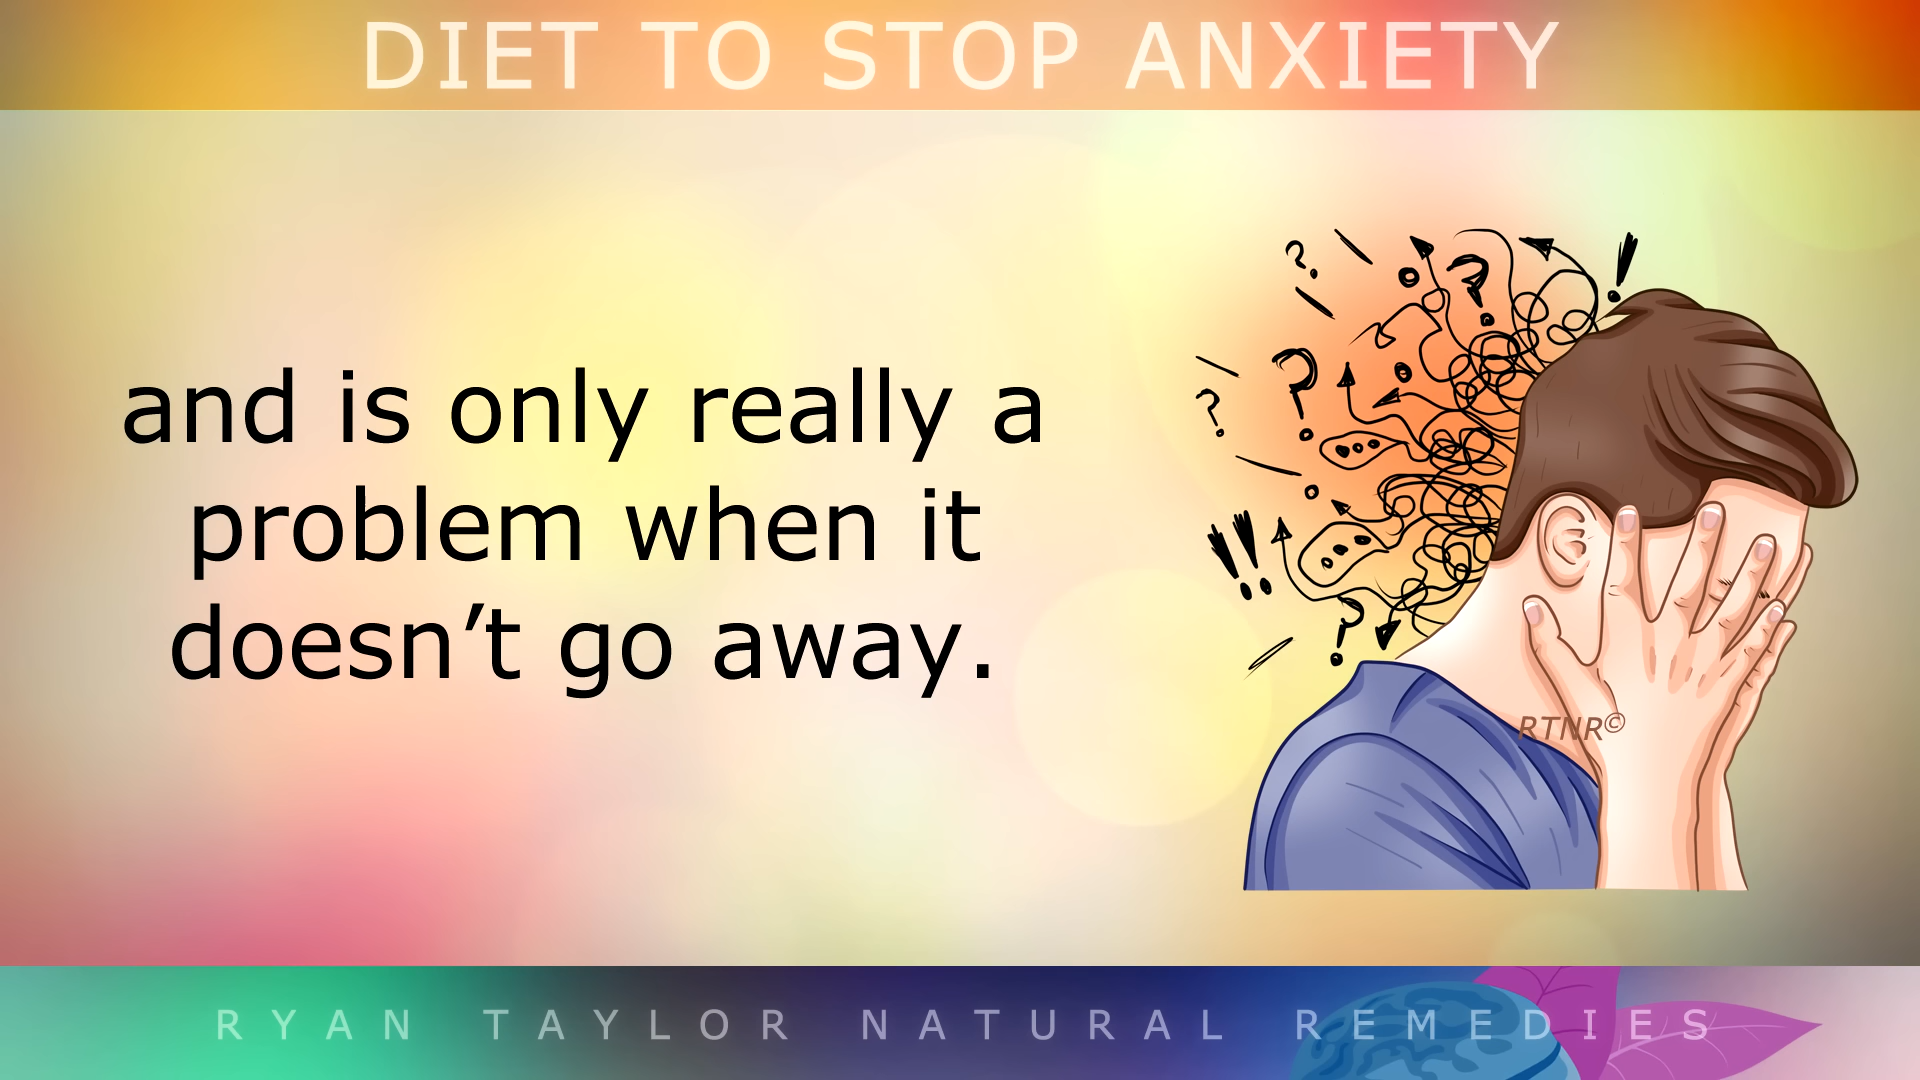 DIET TO STOP ANXIETY
and is only really a
problem when it
doesn’t go away.
RTNR©
RYAN TAYLOR NATURAL REMEDIES